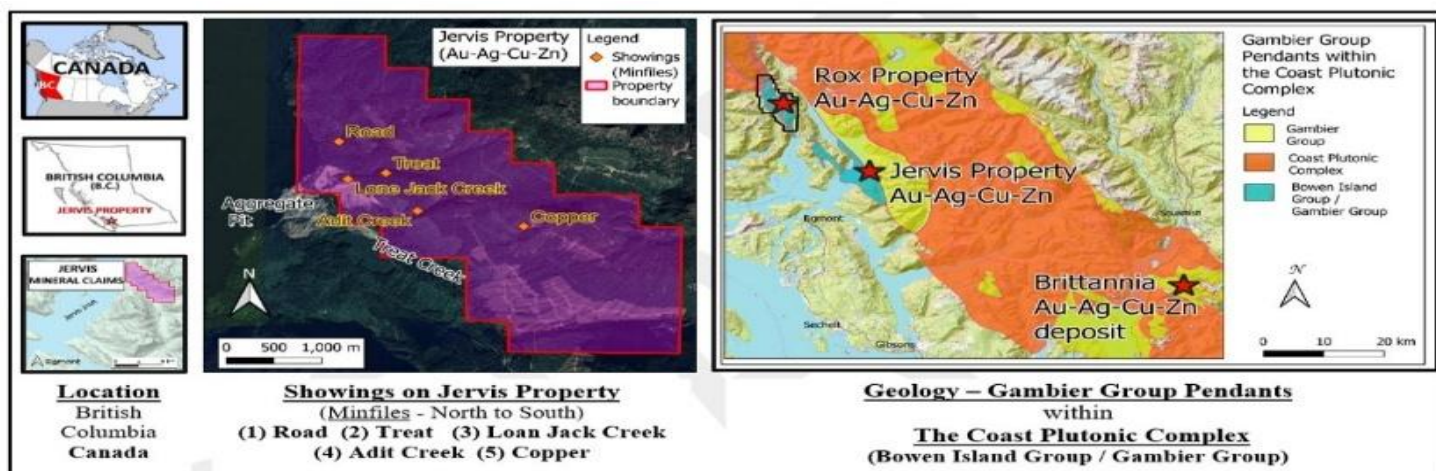 CANADA
B.C.
BRITISH COLUMBIA
(B.C.)
JERVIS PROPERTY
JERVIS
MINERAL CLAIMS
Jervis Inlet
Egmont
Location
British
Columbia
Canada
Jervis Property
(Au-Ag-Cu-Zn)
Legend
Showings
(Minfiles)
Property
boundary
Road
Treat
Lone Jack Creek
Aggregate
Pit
Adit Creek
Copper
Treat Creek
N
0 500 1,000 m
Showings on Jervis Property
(Minfiles - North to South)
(1) Road (2) Treat (3) Loan Jack Creek
(4) Adit Creek (5) Copper
Rox Property
Au-Ag-Cu-Zn
Jervis Property
Au-Ag-Cu-Zn
Egmont
Squamish
Brittannia
Au-Ag-Cu-Zn
deposit
Sechelt
Gibsons
Gambier Group
Pendants within
the Coast Plutonic
Complex
Legend
Gambier
Group
Coast Plutonic
Complex
Bowen Island
Group /
Gambier Group
N
0 10 20 km
Geology – Gambier Group Pendants
within
The Coast Plutonic Complex
(Bowen Island Group / Gambier Group)